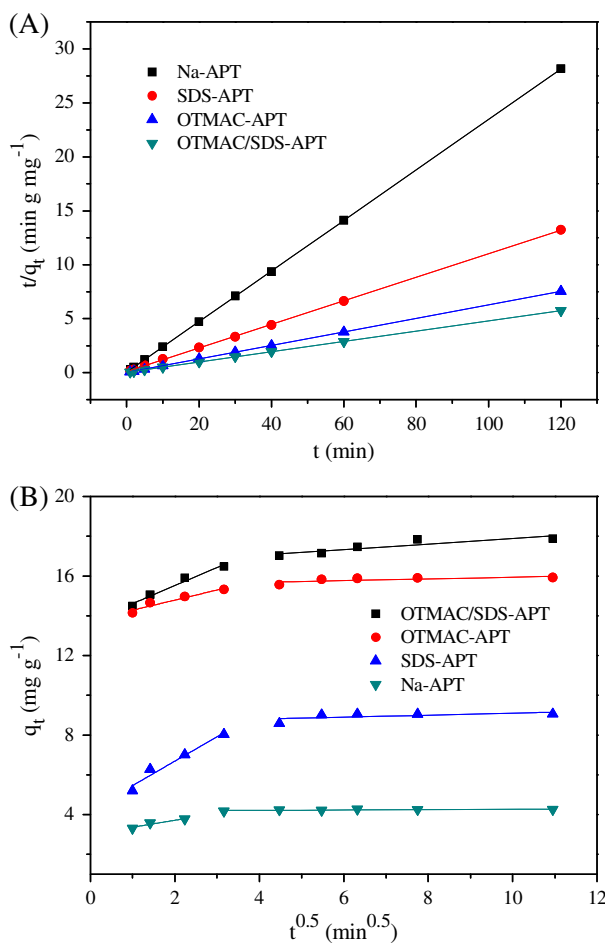 (A)
30
25
20
15
10
5
0
t/qₜ (min g mg⁻¹)
Na-APT
SDS-APT
OTMAC-APT
OTMAC/SDS-APT
0 20 40 60 80 100 120
t (min)
(B)
20
16
12
8
4
qₜ (mg g⁻¹)
OTMAC/SDS-APT
OTMAC-APT
SDS-APT
Na-APT
0 2 4 6 8 10 12
t⁰·⁵ (min⁰·⁵)